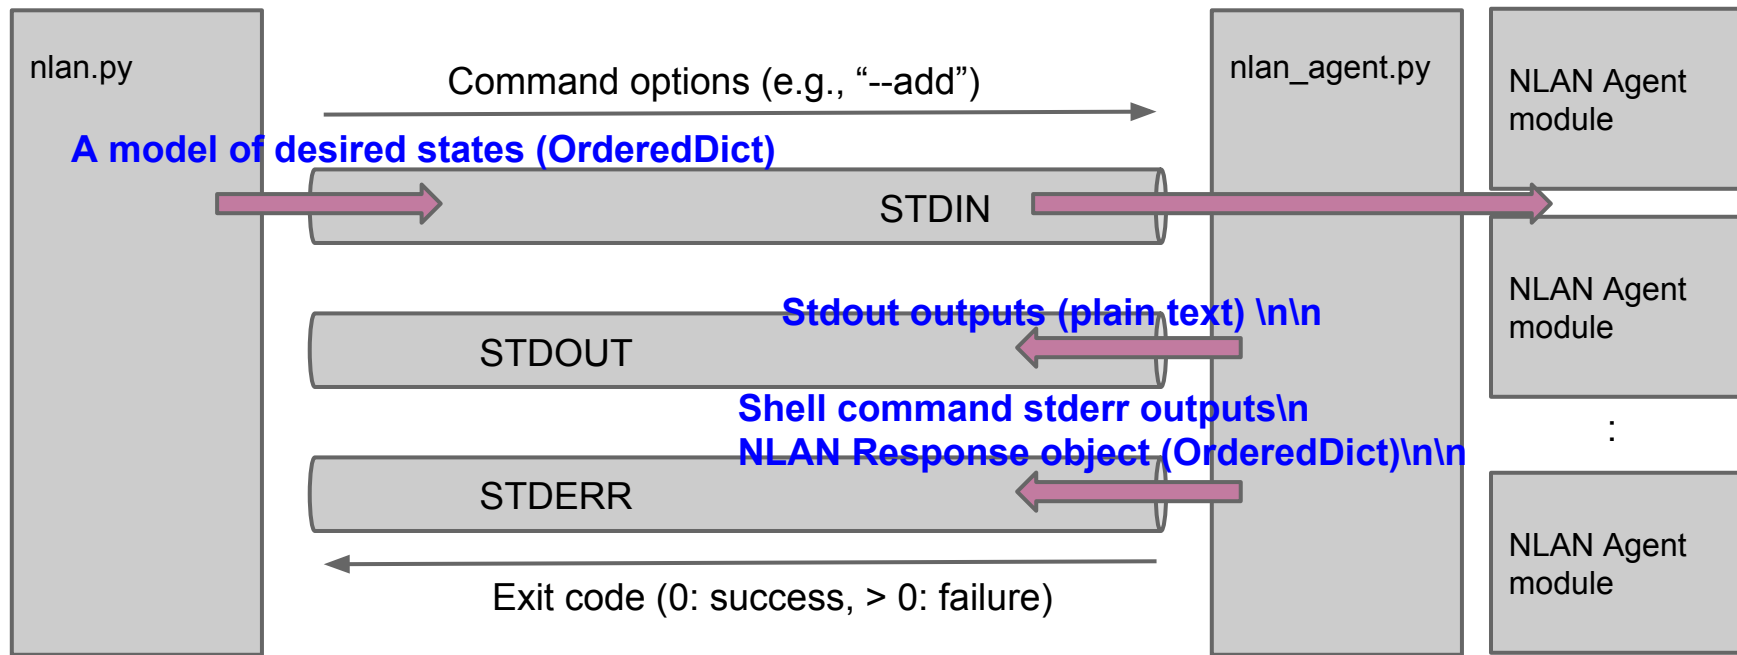 nlan.py
Command options (e.g., “--add”)
nlan_agent.py
NLAN Agent
module
A model of desired states (OrderedDict)
STDIN
NLAN Agent
module
Stdout outputs (plain text) \n\n
STDOUT
Shell command stderr outputs\n
NLAN Response object (OrderedDict)\n\n
:
STDERR
NLAN Agent
module
Exit code (0: success, > 0: failure)